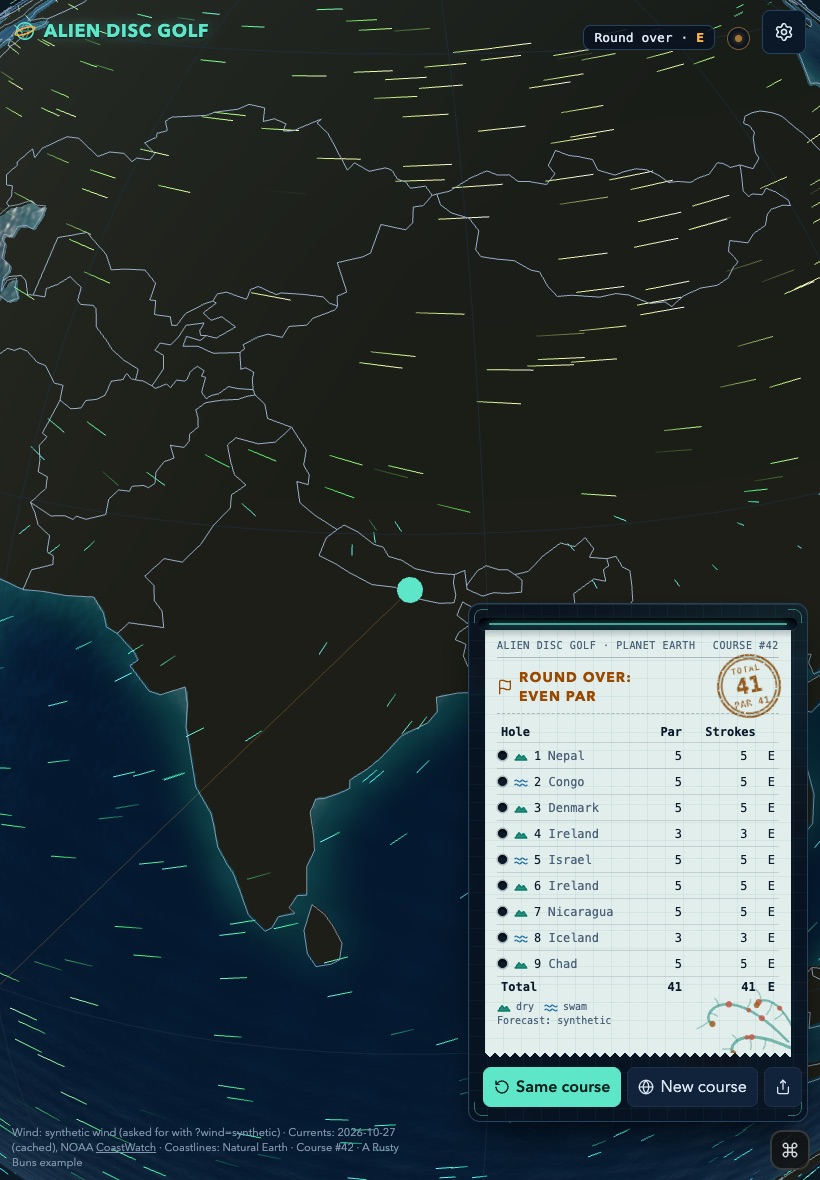 ALIEN DISC GOLF
Round over · E
ALIEN DISC GOLF · PLANET EARTH COURSE #42
ROUND OVER:
EVEN PAR
TOTAL
41
PAR 41
Hole Par Strokes
1 Nepal 5 5 E
2 Congo 5 5 E
3 Denmark 5 5 E
4 Ireland 3 3 E
5 Israel 5 5 E
6 Ireland 5 5 E
7 Nicaragua 5 5 E
8 Iceland 3 3 E
9 Chad 5 5 E
Total 41 41 E
dry swam
Forecast: synthetic
Same course New course
Wind: synthetic wind (asked for with ?wind=synthetic) · Currents: 2026-10-27
(cached), NOAA CoastWatch · Coastlines: Natural Earth · Course #42 · A Rusty
Buns example
⌘